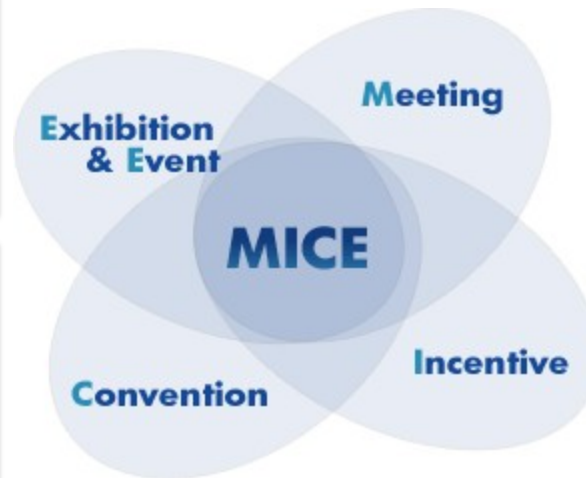 Meeting
Exhibition
& Event
MICE
Incentive
Convention